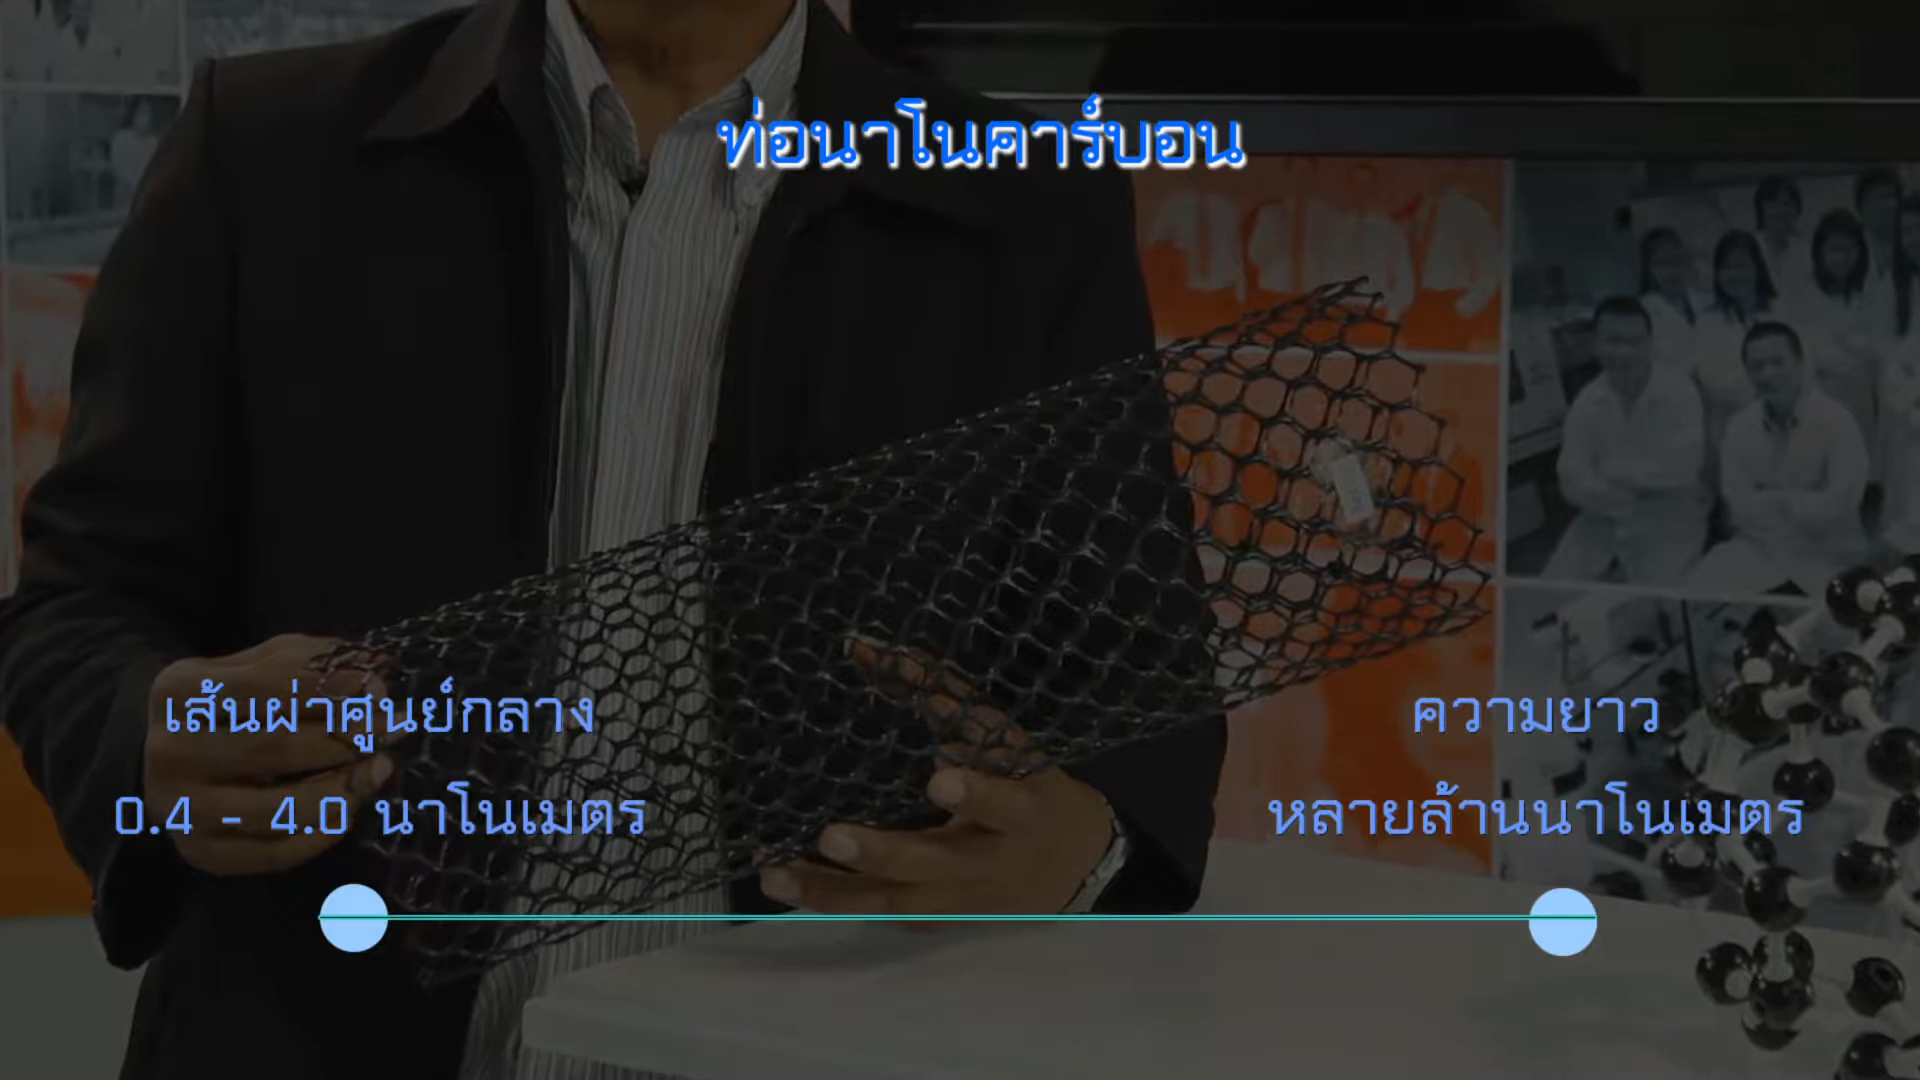 ท่อนาโนคาร์บอน
เส้นผ่าศูนย์กลาง
0.4 - 4.0 นาโนเมตร
ความยาว
หลายล้านนาโนเมตร